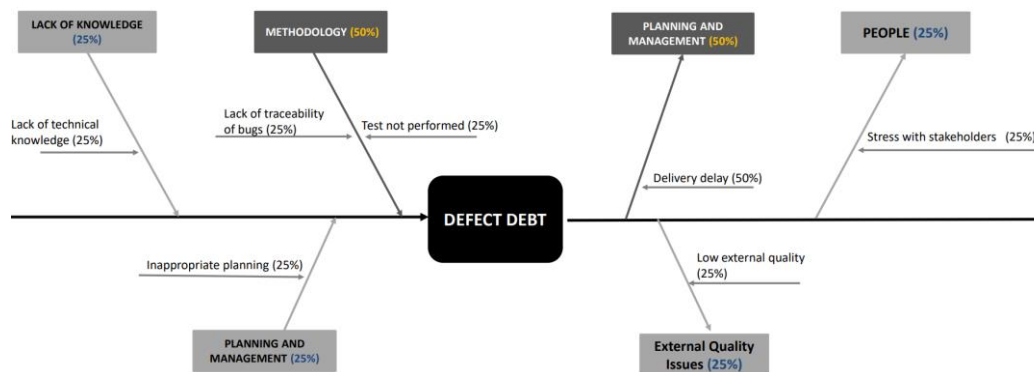 LACK OF KNOWLEDGE
(25%)
METHODOLOGY (50%)
PLANNING AND
MANAGEMENT (50%)
PEOPLE (25%)
Lack of technical
knowledge (25%)
Lack of traceability
of bugs (25%)
Test not performed (25%)
Delivery delay (50%)
Stress with stakeholders (25%)
DEFECT DEBT
Inappropriate planning (25%)
Low external quality
(25%)
PLANNING AND
MANAGEMENT (25%)
External Quality
Issues (25%)